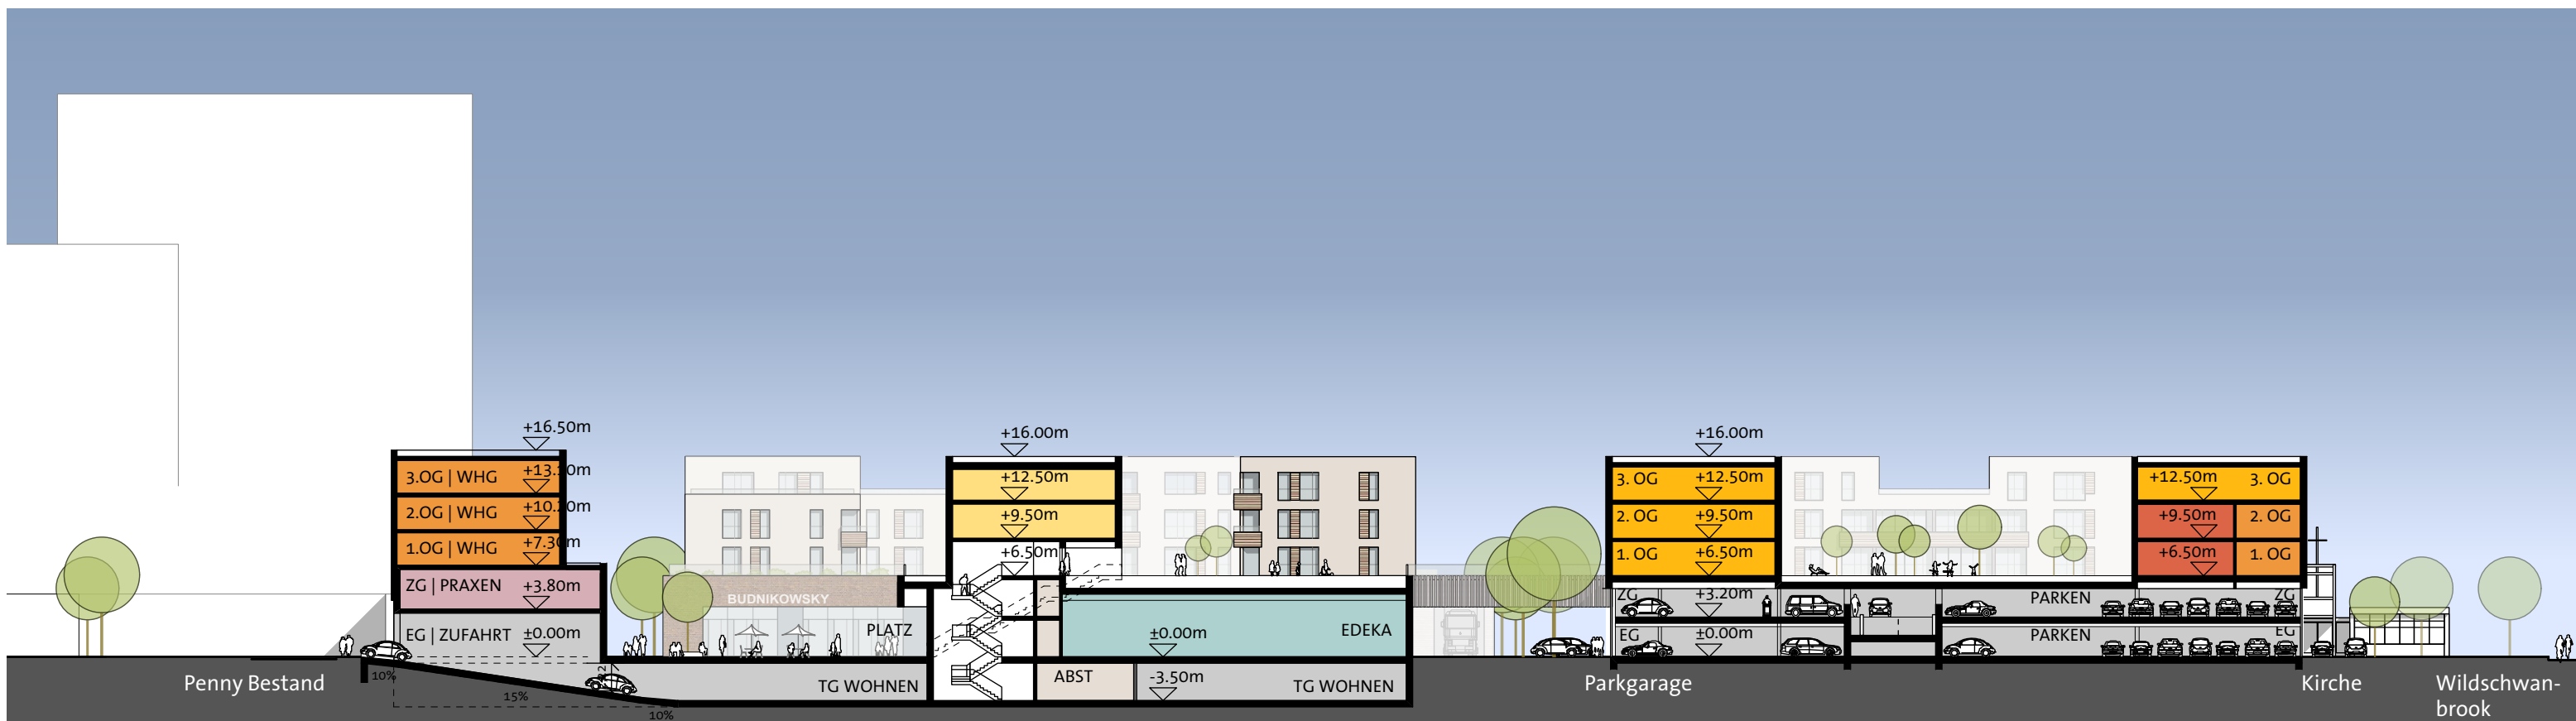 +16.50m
3.OG | WHG
2.OG | WHG
+7.30m
1.OG | WHG
ZG | PRAXEN +3.80m
EG | ZUFAHRT ±0.00m
10%
15%
10%
Penny Bestand
BUDNIKOWSKY
PLATZ
TG WOHNEN
+16.00m
+12.50m
+9.50m
+6.50m
±0.00m EDEKA
ABST
-3.50m
TG WOHNEN
+16.00m
3. OG +12.50m
2. OG +9.50m
1. OG +6.50m
ZG +3.20m PARKEN ZG
EG ±0.00m PARKEN EG
+12.50m 3. OG
+9.50m 2. OG
+6.50m 1. OG
Parkgarage
Kirche
Wildschwan-
brook